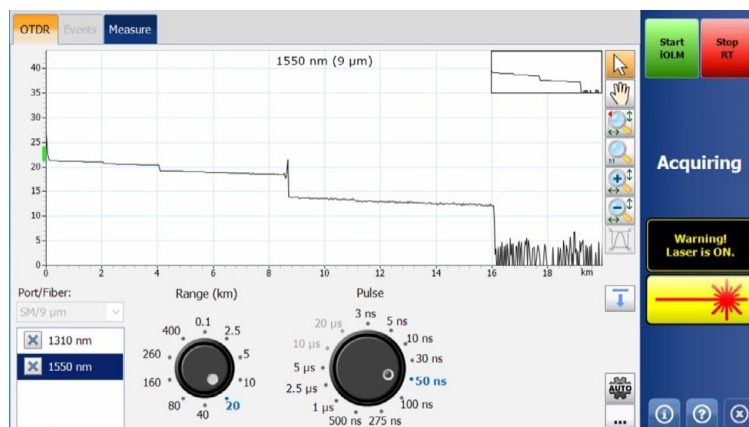 OTDR Events Measure
1550 nm (9 µm)
40
35
30
25
20
15
10
5
0
0 2 4 6 8 10 12 14 16 18 km
Port/Fiber:
SM/9 µm
1310 nm
1550 nm
Range (km)
0.1
2.5
5
10
20
40
80
160
260
400
Pulse
3 ns
5 ns
10 ns
30 ns
50 ns
100 ns
275 ns
500 ns
1 µs
2.5 µs
5 µs
10 µs
20 µs
AUTO
...
Start
iOLM
Stop
RT
Acquiring
Warning!
Laser is ON.